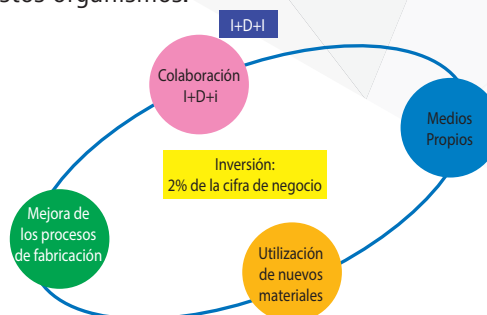 estos organismos.
I+D+I
Colaboración
I+D+i
Medios
Propios
Inversión:
2% de la cifra de negocio
Mejora de
los procesos
de fabricación
Utilización
de nuevos
materiales